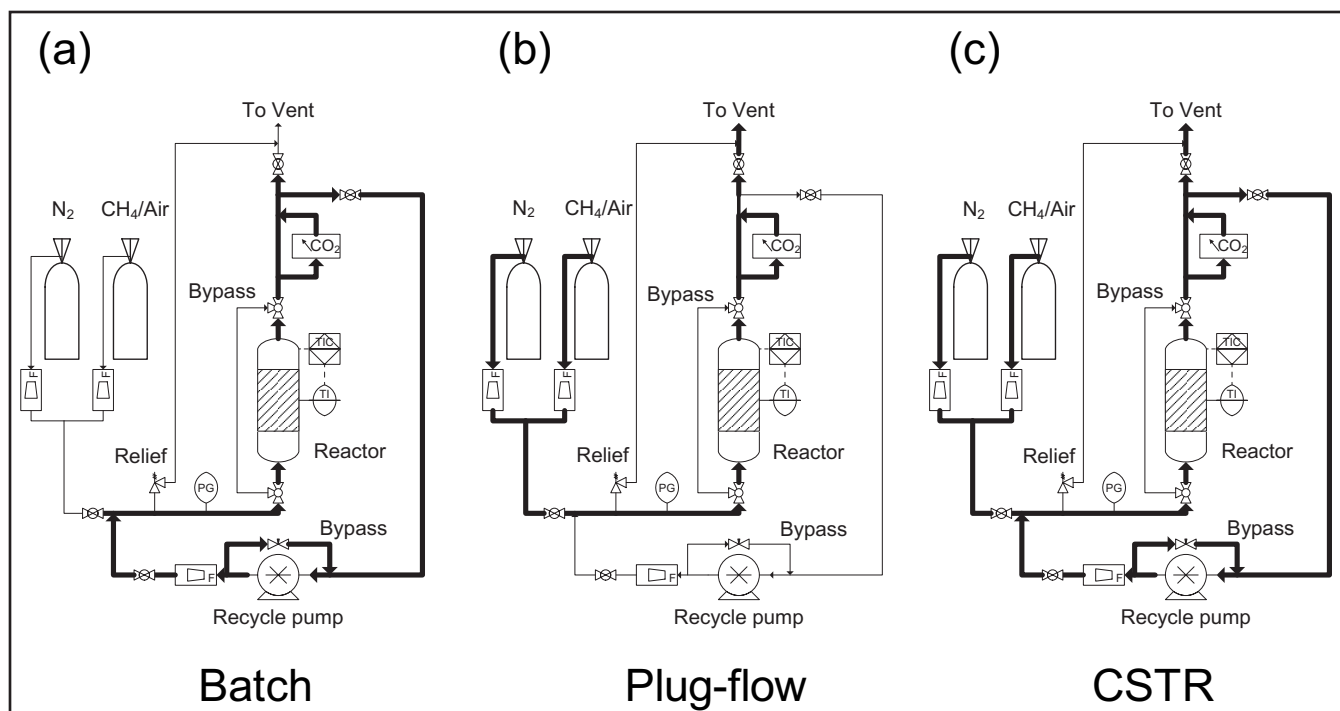 (a)
To Vent
N₂
CH₄/Air
CO₂
Bypass
TIC
F
F
TI
Relief
Reactor
PG
Bypass
F
Recycle pump
Batch
(b)
To Vent
N₂
CH₄/Air
CO₂
Bypass
TIC
F
F
TI
Relief
Reactor
PG
Bypass
F
Recycle pump
Plug-flow
(c)
To Vent
N₂
CH₄/Air
CO₂
Bypass
TIC
F
F
TI
Relief
Reactor
PG
Bypass
F
Recycle pump
CSTR